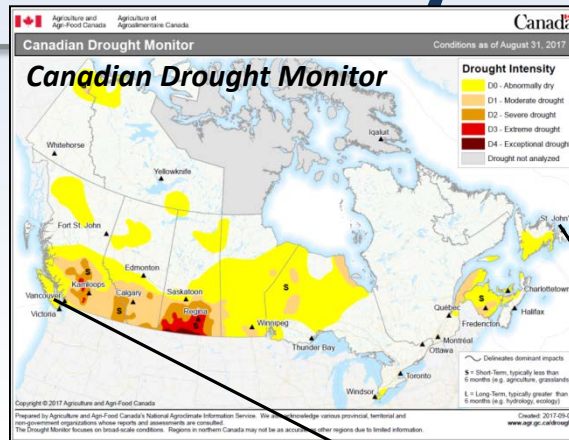 Agriculture and
Agri-Food Canada
Agriculture et
Agroalimentaire Canada
Canada
Canadian Drought Monitor
Conditions as of August 31, 2017
Canadian Drought Monitor
Drought Intensity
D0 - Abnormally dry
D1 - Moderate drought
D2 - Severe drought
D3 - Extreme drought
D4 - Exceptional drought
Drought not analyzed
Iqaluit
Whitehorse
Yellowknife
St. John'
Fort St. John
Edmonton
S
Kamloops
Saskatoon
S
Charlottetown
Vancouver
Calgary
S
Regina
S
S
Québec
Victoria
Winnipeg
Fredericton
Halifax
Thunder Bay
Montréal
Ottawa
Toronto
Windsor
Delineates dominant impacts
S = Short-Term, typically less than
6 months (e.g. agriculture, grasslands
L = Long-Term, typically greater than
6 months (e.g. hydrology, ecology)
Copyright © 2017 Agriculture and Agri-Food Canada
Prepared by Agriculture and Agri-Food Canada's National Agroclimate Information Service. We also acknowledge various provincial, territorial and
non-government organizations whose reports and assessments are consulted.
The Drought Monitor focuses on broad-scale conditions. Regions in northern Canada may not be as accurate as other regions due to limited information.
Created: 2017-09-0
www.agr.gc.ca/drough